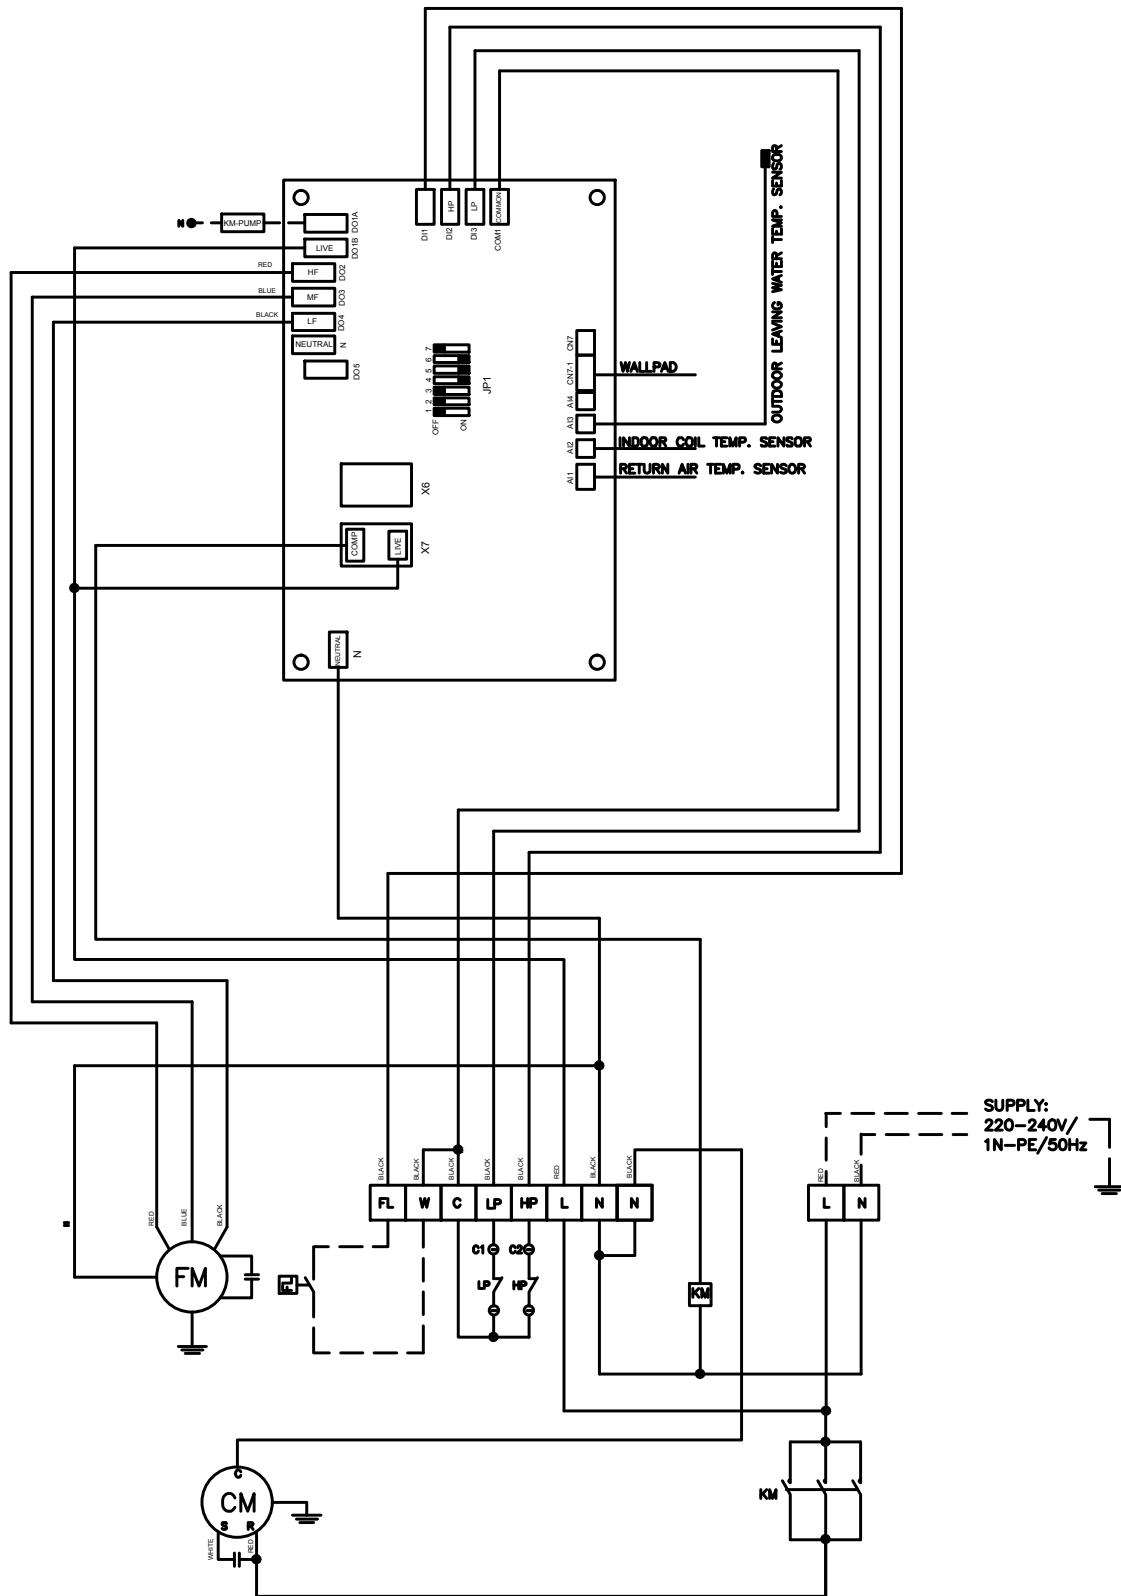 OUTDOOR LEAVING WATER TEMP. SENSOR
N
KM-PUMP
DO1A
LIVE
DO1B
RED
HF
DO2
BLUE
MF
DO3
BLACK
LF
DO4
NEUTRAL
N
DO5
DI1
HP
DI2
LP
DI3
COMMON
COM1
1 2 3 4 5 6 7
OFF
ON
JP1
CN7
CN7-1
WALLPAD
AI4
AI3
AI2
INDOOR COIL TEMP. SENSOR
AI1
RETURN AIR TEMP. SENSOR
X6
COMP
LIVE
X7
NEUTRAL
N
SUPPLY:
220-240V/
1N-PE/50Hz
BLACK
BLACK
BLACK
BLACK
BLACK
RED
BLACK
BLACK
RED
BLACK
FL W C LP HP L N N
L N
RED
BLUE
BLACK
FM
C1
C2
LP
HP
KM
C
CM
S R
WHITE
RED
KM